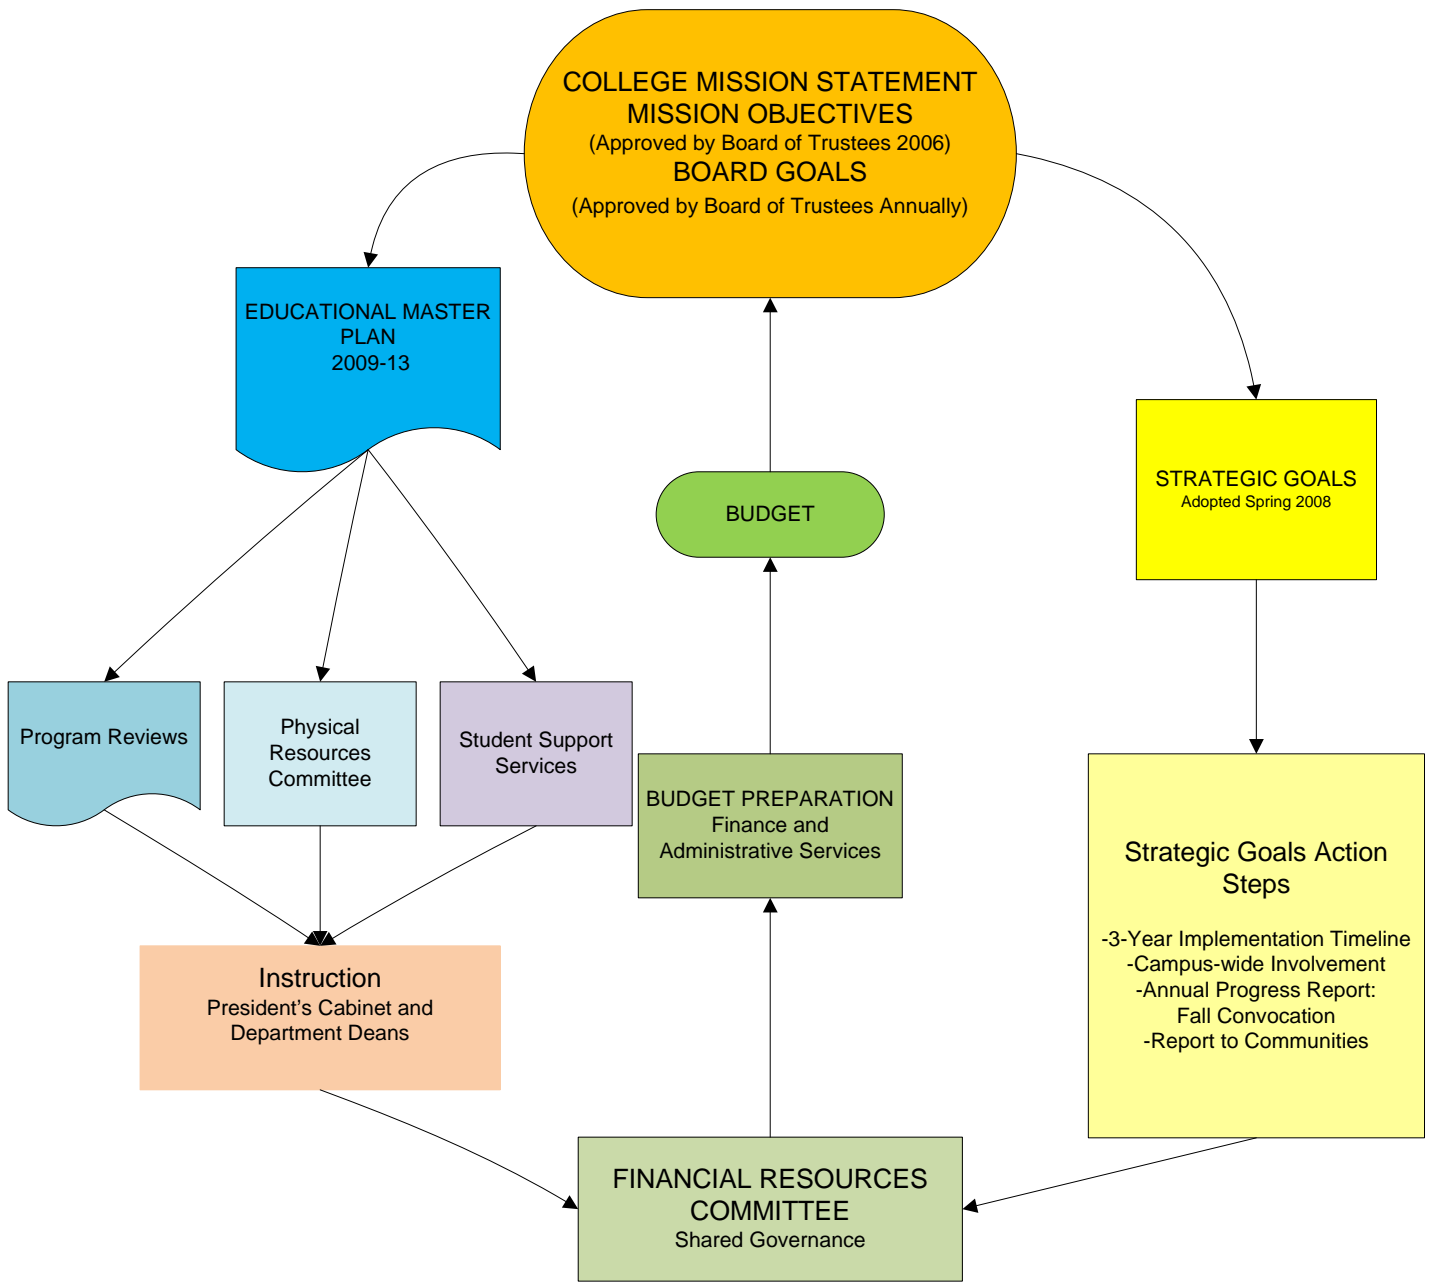 COLLEGE MISSION STATEMENT
MISSION OBJECTIVES
(Approved by Board of Trustees 2006)
BOARD GOALS
(Approved by Board of Trustees Annually)
EDUCATIONAL MASTER
PLAN
2009-13
STRATEGIC GOALS
Adopted Spring 2008
BUDGET
Program Reviews
Physical
Resources
Committee
Student Support
Services
BUDGET PREPARATION
Finance and
Administrative Services
Strategic Goals Action
Steps
-3-Year Implementation Timeline
-Campus-wide Involvement
-Annual Progress Report:
Fall Convocation
-Report to Communities
Instruction
President’s Cabinet and
Department Deans
FINANCIAL RESOURCES
COMMITTEE
Shared Governance